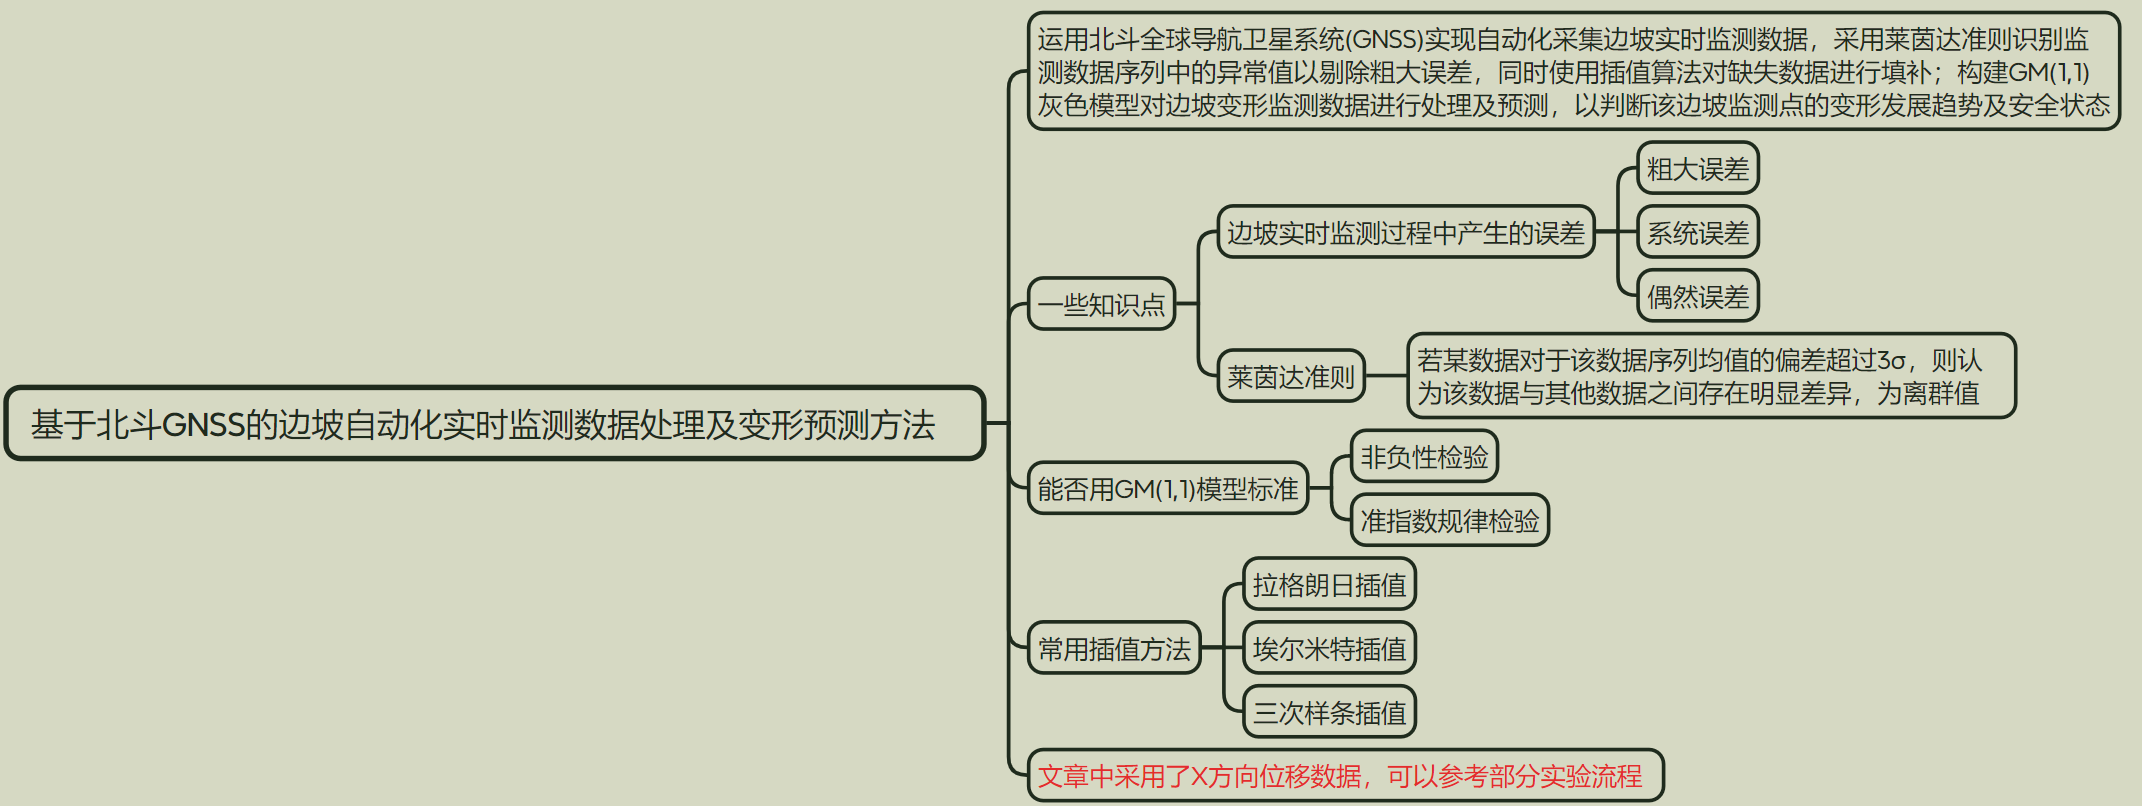 运用北斗全球导航卫星系统(GNSS)实现自动化采集边坡实时监测数据，采用莱茵达准则识别监
测数据序列中的异常值以剔除粗大误差，同时使用插值算法对缺失数据进行填补；构建GM(1,1)
灰色模型对边坡变形监测数据进行处理及预测，以判断该边坡监测点的变形发展趋势及安全状态
粗大误差
边坡实时监测过程中产生的误差
系统误差
偶然误差
一些知识点
莱茵达准则
若某数据对于该数据序列均值的偏差超过3σ，则认
为该数据与其他数据之间存在明显差异，为离群值
基于北斗GNSS的边坡自动化实时监测数据处理及变形预测方法
非负性检验
能否用GM(1,1)模型标准
准指数规律检验
拉格朗日插值
常用插值方法
埃尔米特插值
三次样条插值
文章中采用了X方向位移数据，可以参考部分实验流程